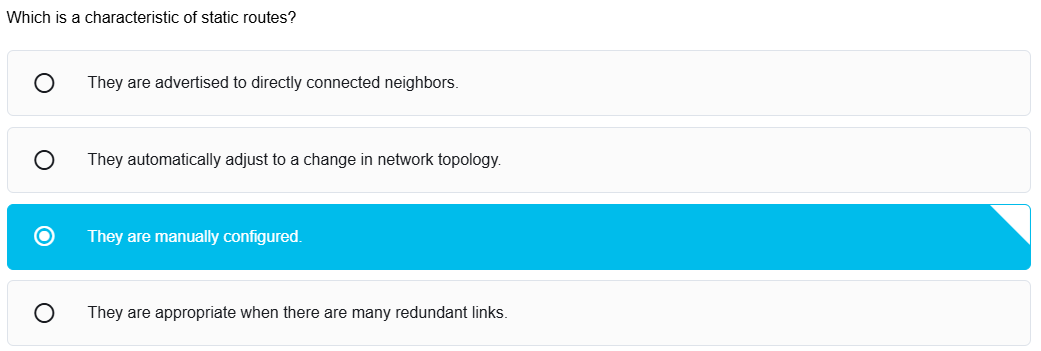 Which is a characteristic of static routes?
They are advertised to directly connected neighbors.
They automatically adjust to a change in network topology.
They are manually configured.
They are appropriate when there are many redundant links.